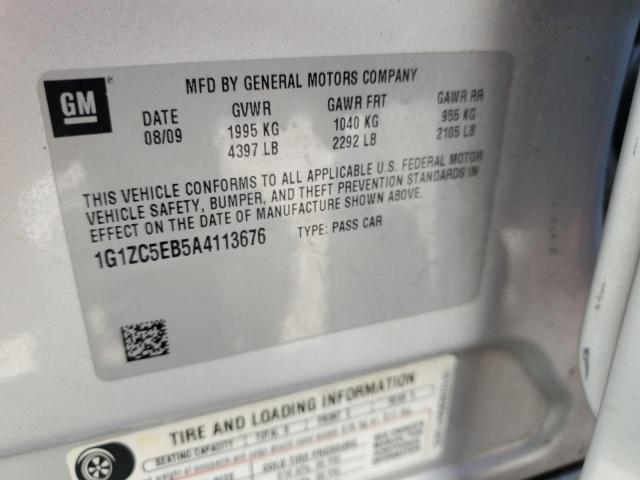 GM
MFD BY GENERAL MOTORS COMPANY
DATE GVWR GAWR FRT GAWR RR
08/09 1995 KG 1040 KG 955 KG
4397 LB 2292 LB 2105 LB
THIS VEHICLE CONFORMS TO ALL APPLICABLE U.S. FEDERAL MOTOR
VEHICLE SAFETY, BUMPER, AND THEFT PREVENTION STANDARDS IN
EFFECT ON THE DATE OF MANUFACTURE SHOWN ABOVE.
1G1ZC5EB5A4113676 TYPE: PASS CAR
TIRE AND LOADING INFORMATION
SEATING CAPACITY TOTAL